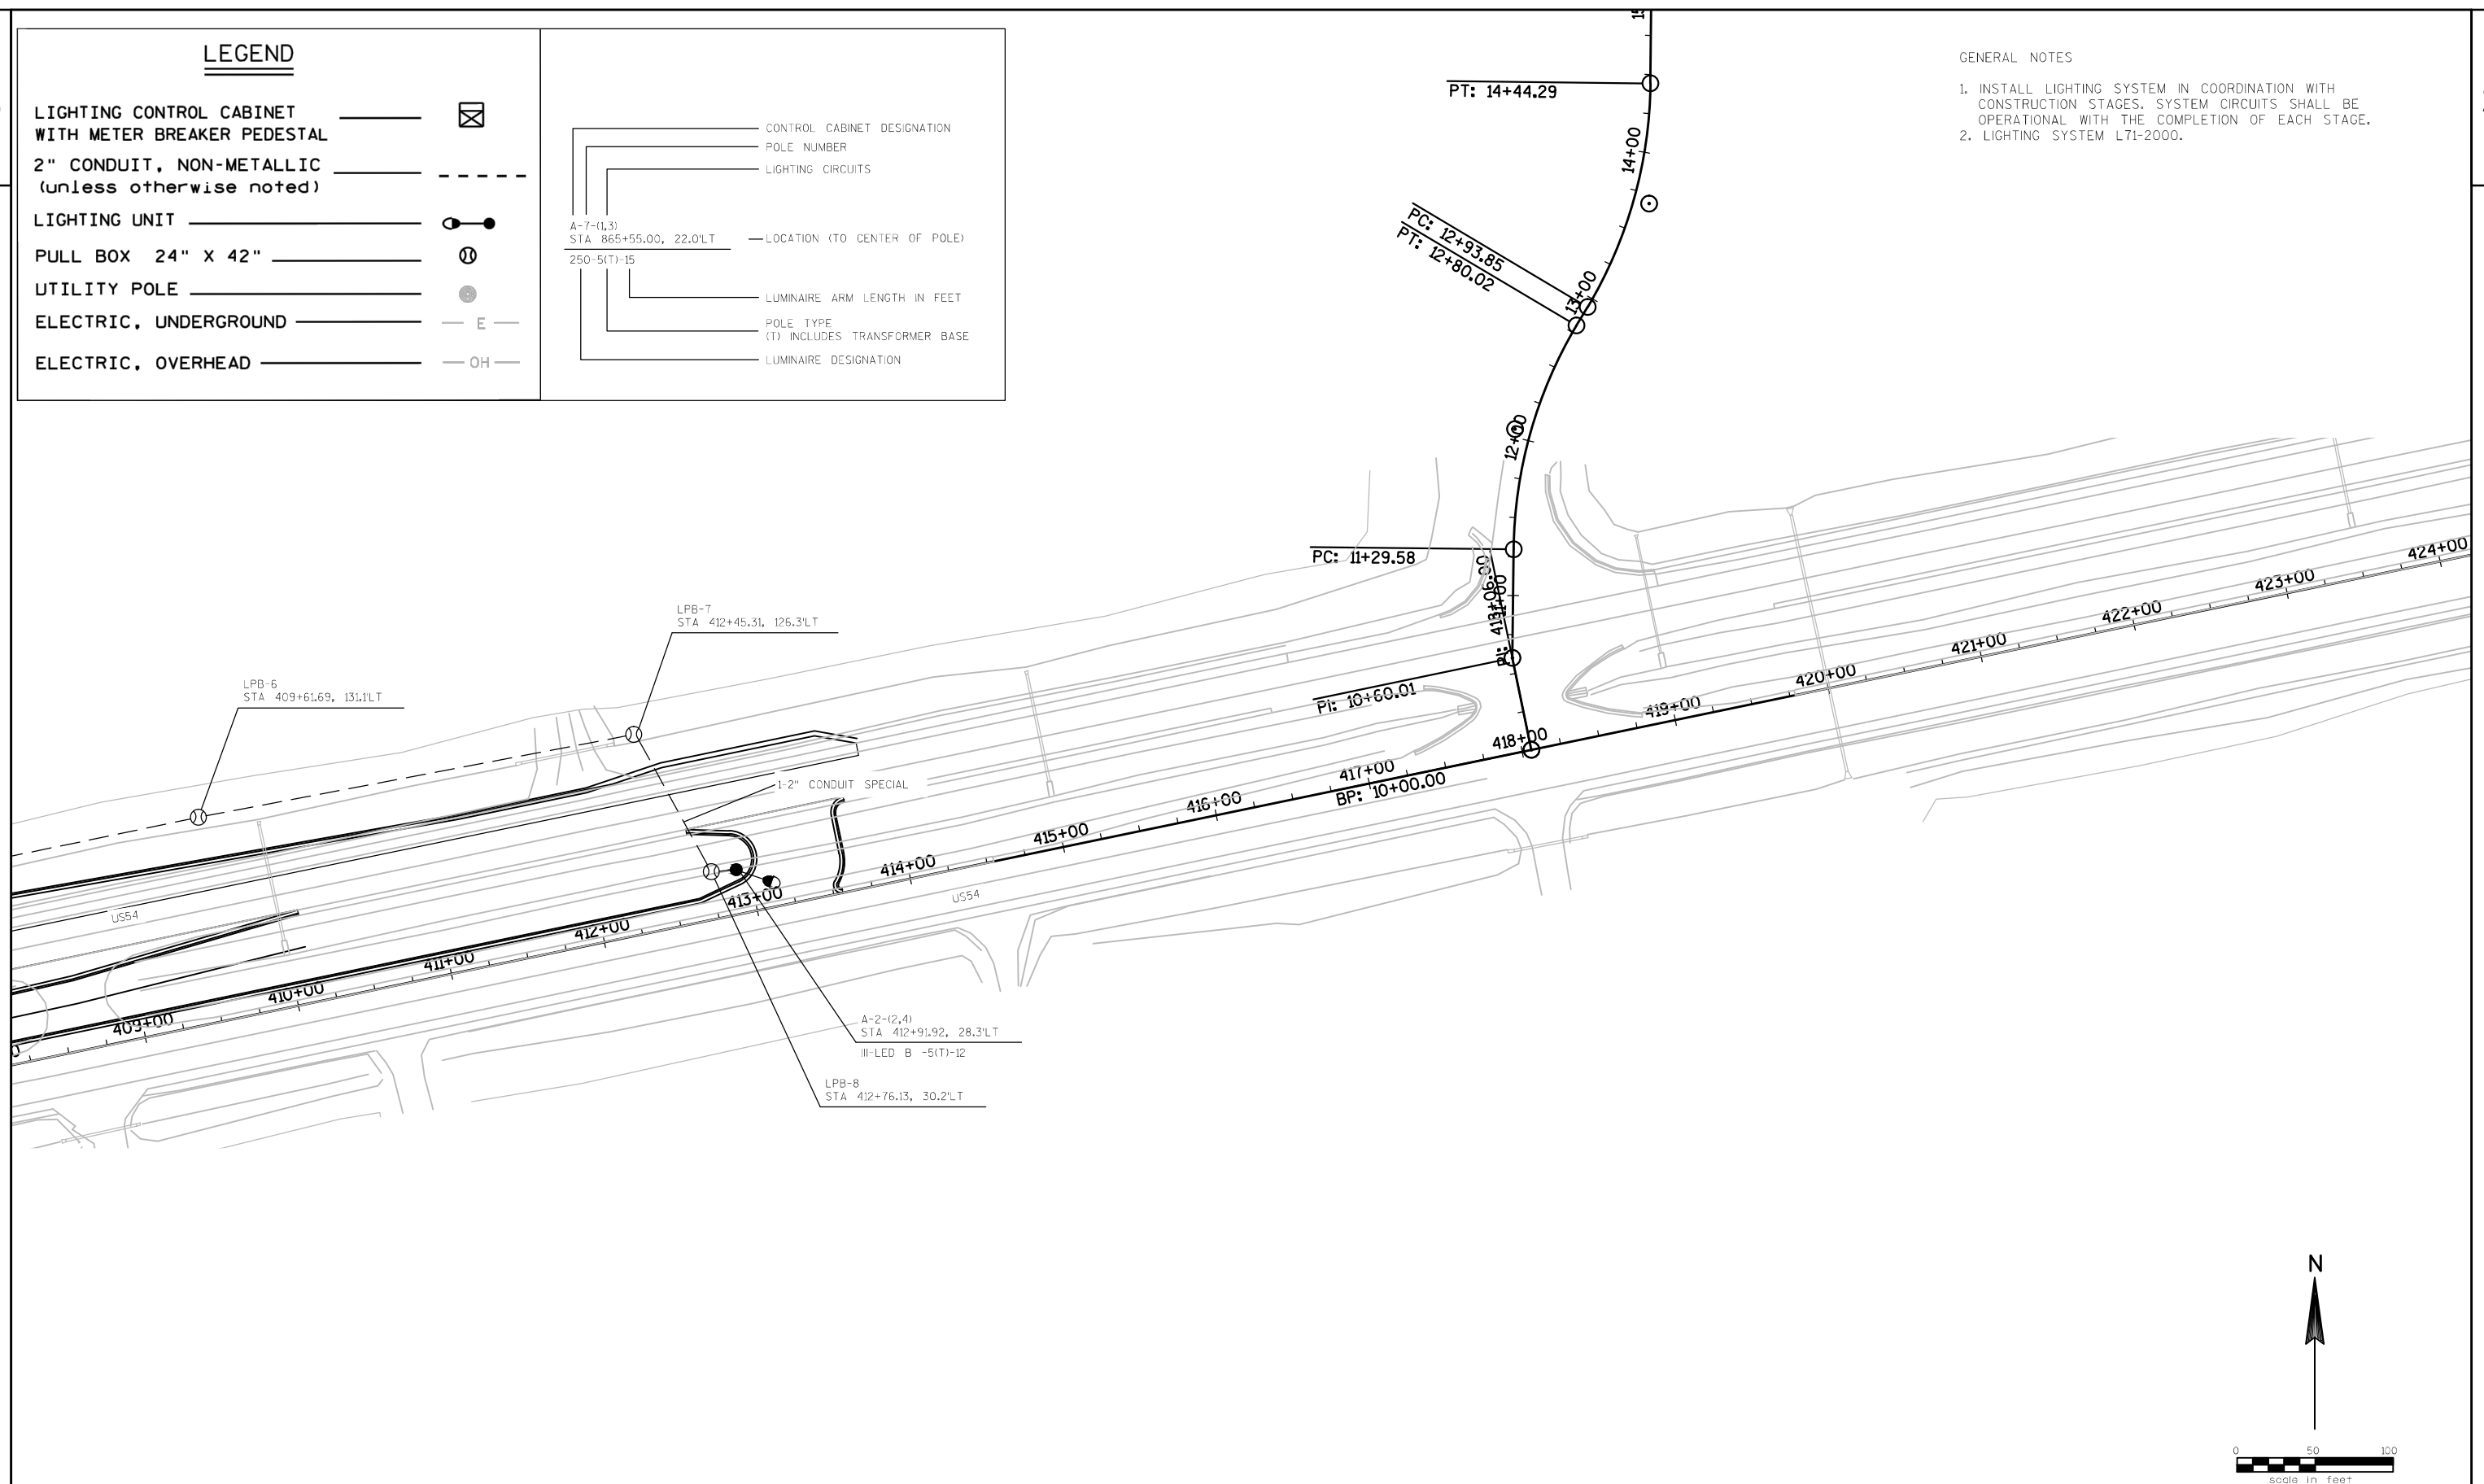 LEGEND
LIGHTING CONTROL CABINET
WITH METER BREAKER PEDESTAL
2" CONDUIT, NON-METALLIC
(unless otherwise noted)
LIGHTING UNIT
PULL BOX 24" X 42"
UTILITY POLE
ELECTRIC, UNDERGROUND
E
ELECTRIC, OVERHEAD
OH
CONTROL CABINET DESIGNATION
POLE NUMBER
LIGHTING CIRCUITS
A-7-(1,3)
STA 865+55.00, 22.0'LT
LOCATION (TO CENTER OF POLE)
250-5(T)-15
LUMINAIRE ARM LENGTH IN FEET
POLE TYPE
(T) INCLUDES TRANSFORMER BASE
LUMINAIRE DESIGNATION
GENERAL NOTES
1. INSTALL LIGHTING SYSTEM IN COORDINATION WITH
CONSTRUCTION STAGES. SYSTEM CIRCUITS SHALL BE
OPERATIONAL WITH THE COMPLETION OF EACH STAGE.
2. LIGHTING SYSTEM L71-2000.
15
PT: 14+44.29
14+00
PC: 12+93.85
PT: 12+80.02
13+00
12+00
PC: 11+29.58
11+00
PI: 10+60.01
BP: 10+00.00
LPB-7
STA 412+45.31, 126.3'LT
LPB-6
STA 409+61.69, 131.1'LT
1-2" CONDUIT SPECIAL
US54
US54
409+00
410+00
411+00
412+00
413+00
414+00
415+00
416+00
417+00
418+00
419+00
420+00
421+00
422+00
423+00
424+00
A-2-(2,4)
STA 412+91.92, 28.3'LT
III-LED B -5(T)-12
LPB-8
STA 412+76.13, 30.2'LT
N
0 50 100
scale in feet